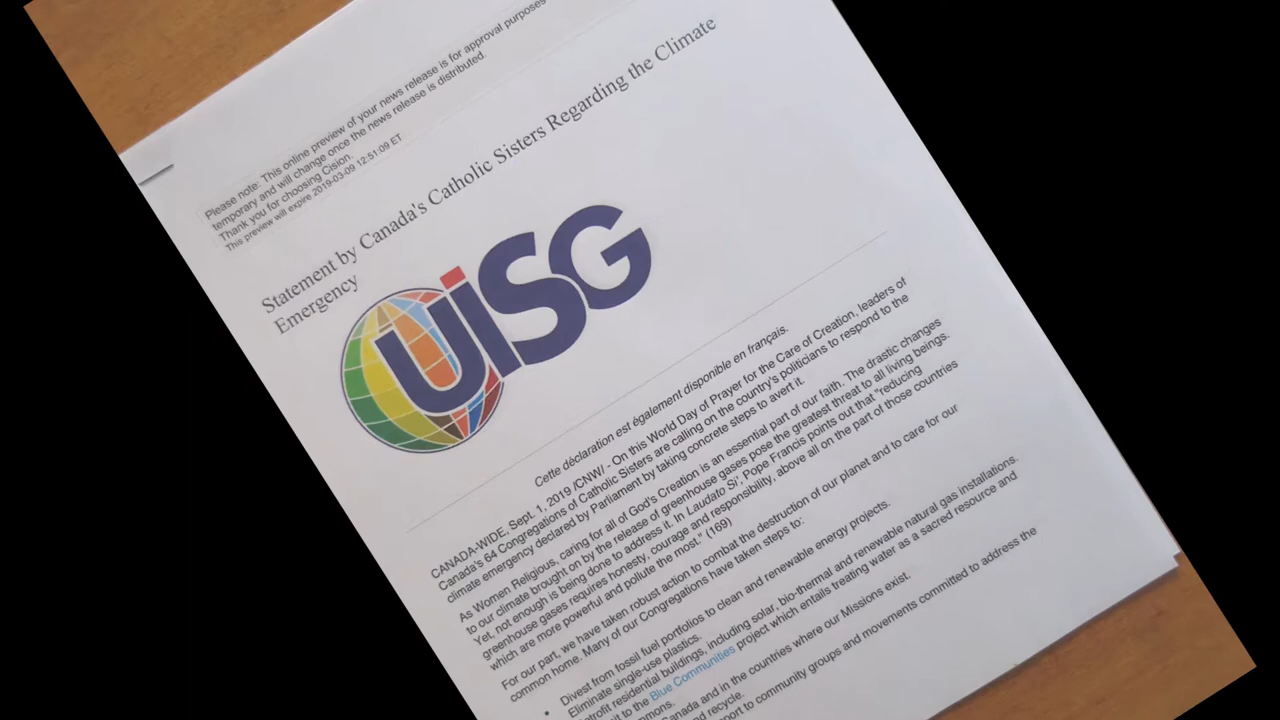 Please note: This online preview of your news release is for approval purposes
temporary and will change once the news release is distributed.
Thank you for choosing Cision.
This preview will expire 2019-03-09 12:51:09 ET
Statement by Canada's Catholic Sisters Regarding the Climate
Emergency
UiSG
Cette déclaration est également disponible en français.
CANADA-WIDE, Sept. 1, 2019 /CNW/ - On this World Day of Prayer for the Care of Creation, leaders of
Canada's 64 Congregations of Catholic Sisters are calling on the country's politicians to respond to the
climate emergency declared by Parliament by taking concrete steps to avert it.
As Women Religious, caring for all of God's Creation is an essential part of our faith. The drastic changes
to our climate brought on by the release of greenhouse gases pose the greatest threat to all living beings.
Yet, not enough is being done to address it. In Laudato Si', Pope Francis points out that "reducing
greenhouse gases requires honesty, courage and responsibility, above all on the part of those countries
which are more powerful and pollute the most." (169)
For our part, we have taken robust action to combat the destruction of our planet and to care for our
common home. Many of our Congregations have taken steps to:
• Divest from fossil fuel portfolios to clean and renewable energy projects.
Eliminate single-use plastics.
residential buildings, including solar, bio-thermal and renewable natural gas installations.
to the Blue Communities project which entails treating water as a sacred resource and
Canada and in the countries where our Missions exist.
and recycle.
to community groups and movements committed to address the